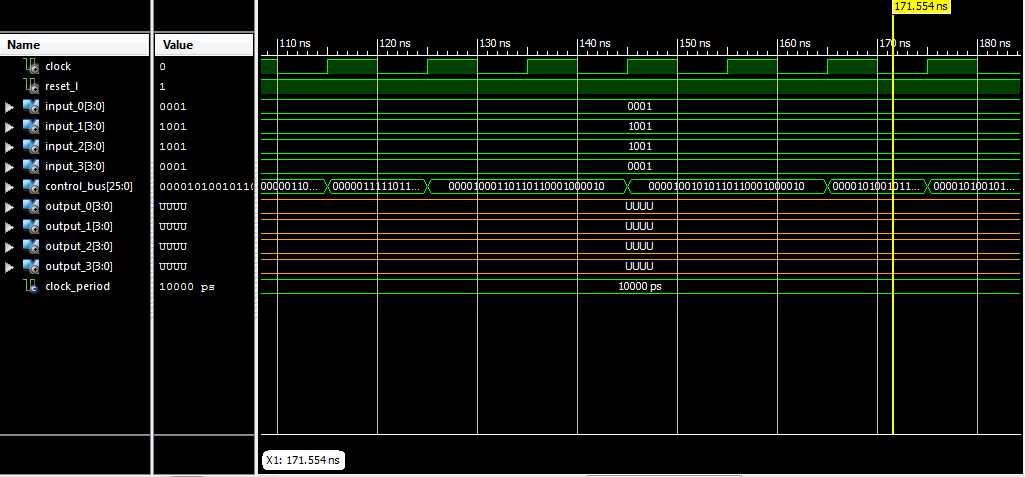 171.554 ns
Name Value 110 ns 120 ns 130 ns 140 ns 150 ns 160 ns 170 ns 180 ns
clock 0
reset_l 1
input_0[3:0] 0001 0001
input_1[3:0] 1001 1001
input_2[3:0] 1001 1001
input_3[3:0] 0001 0001
control_bus[25:0] 00001010010110 00000110... 00000111111011... 00001000110110110001000010 00001001010110110001000010 0000101001011... 000010100101...
output_0[3:0] UUUU UUUU
output_1[3:0] UUUU UUUU
output_2[3:0] UUUU UUUU
output_3[3:0] UUUU UUUU
clock_period 10000 ps 10000 ps
X1: 171.554 ns